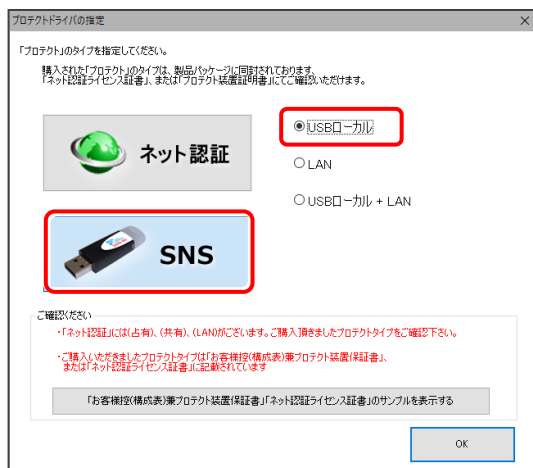 プロテクトドライバの指定
「プロテクト」のタイプを指定してください。
購入された「プロテクト」のタイプは、製品パッケージに同封されております、
「ネット認証ライセンス証書」、または「プロテクト装置証明書」にてご確認いただけます。
ネット認証
USBローカル
LAN
USBローカル + LAN
SNS
ご確認ください
・「ネット認証」には(占有)、(共有)、(LAN)がございます。ご購入頂きましたプロテクトタイプをご確認下さい。
・ご購入いただきましたプロテクトタイプは「お客様控(構成表)兼プロテクト装置保証書」、
または「ネット認証ライセンス証書」に記載されています
「お客様控(構成表)兼プロテクト装置保証書」「ネット認証ライセンス証書」のサンプルを表示する
OK